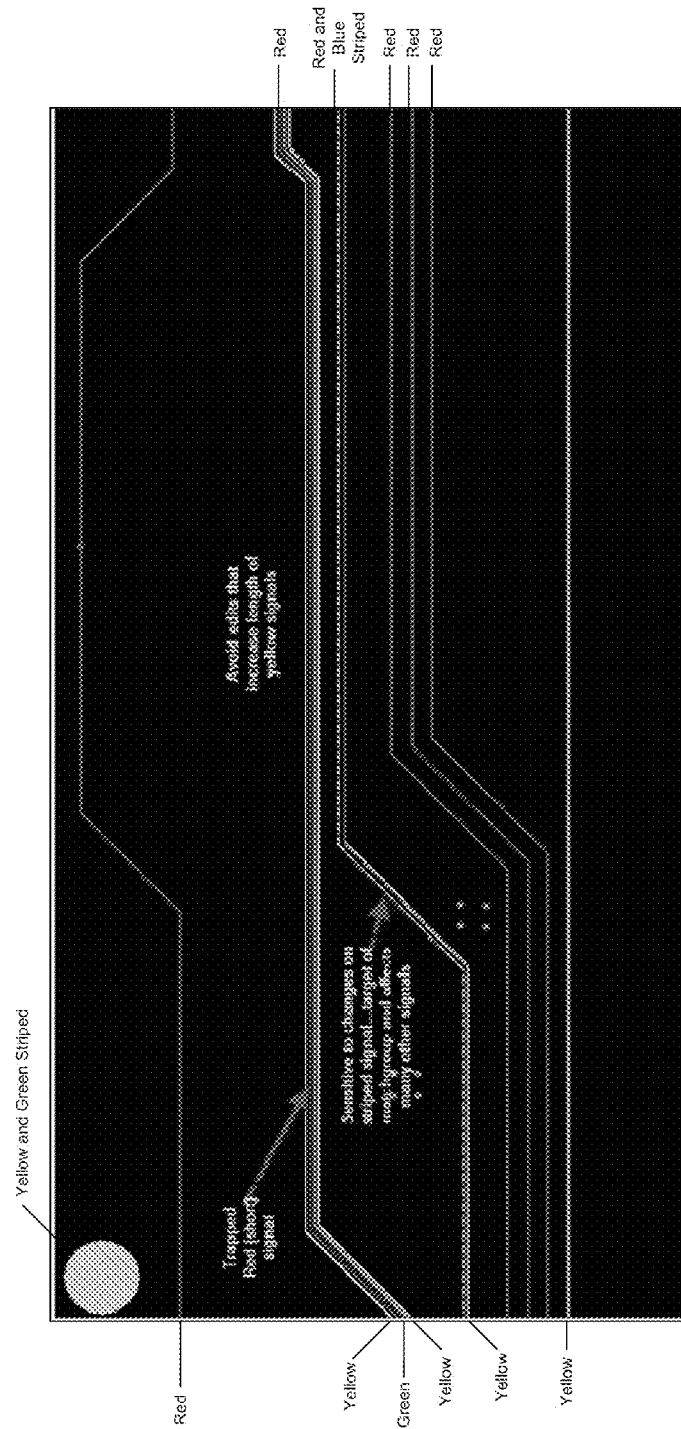 Yellow and Green Striped
Red
Yellow
Green
Yellow
Yellow
Yellow
Trapped
Red [short]
signal
Sensitive to changes on
striped signal...target of
many
and affects
many other signals
Avoid edits that
increase length of
yellow signals
Red
Red and
Blue
Striped
Red
Red
Red